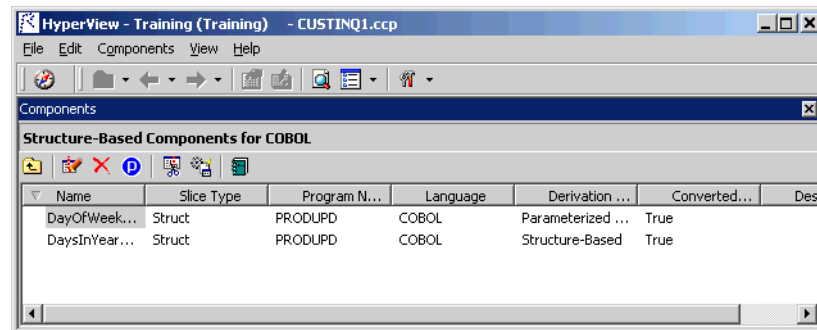 HyperView - Training (Training) - CUSTINQ1.ccp
File Edit Components View Help
Components
Structure-Based Components for COBOL
Name Slice Type Program N... Language Derivation ... Converted... Des
DayOfWeek... Struct PRODUPD COBOL Parameterized ... True
DaysInYear... Struct PRODUPD COBOL Structure-Based True